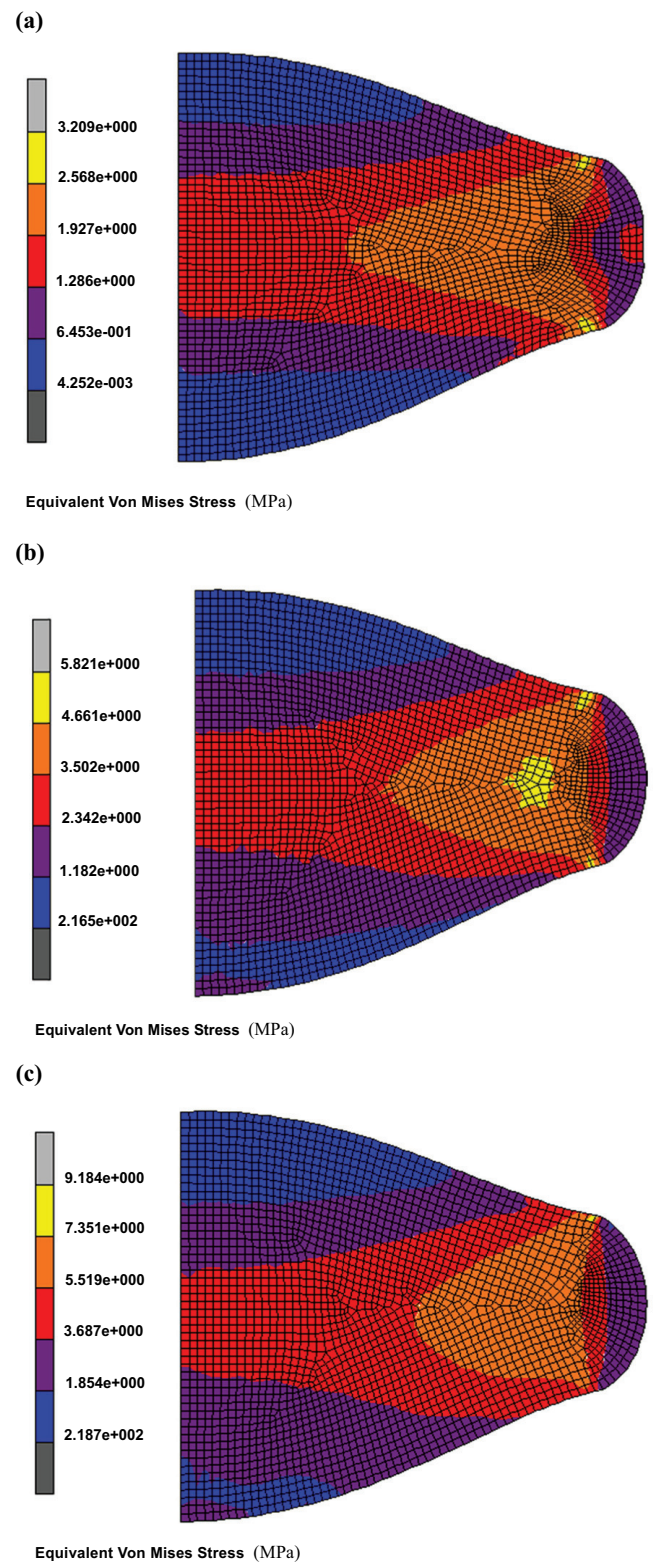 (a)
3.209e+000
2.568e+000
1.927e+000
1.286e+000
6.453e-001
4.252e-003
Equivalent Von Mises Stress (MPa)
(b)
5.821e+000
4.661e+000
3.502e+000
2.342e+000
1.182e+000
2.165e+002
Equivalent Von Mises Stress (MPa)
(c)
9.184e+000
7.351e+000
5.519e+000
3.687e+000
1.854e+000
2.187e+002
Equivalent Von Mises Stress (MPa)